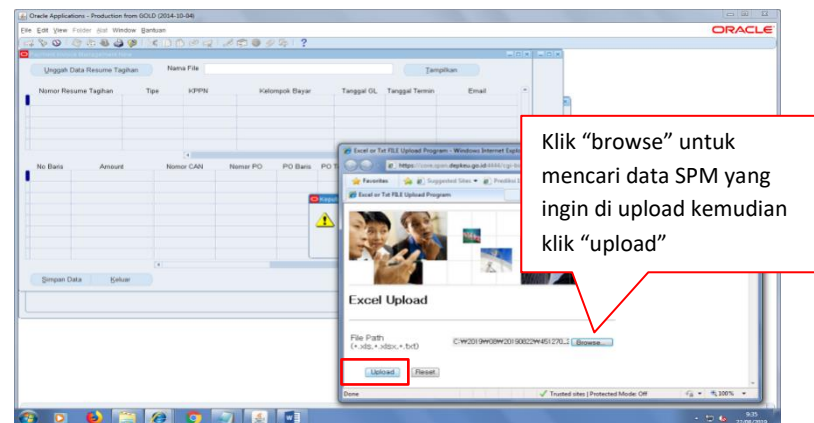 Oracle Applications - Production from GOLD (2014-10-04)
File Edit View Folder Alat Window Bantuan
ORACLE
Unggah Data Resume Tagihan
Nama File
Tampilkan
Nomor Resume Tagihan Tipe KPPN Kelompok Bayar Tanggal GL Tanggal Termin Email
No Baris Amount Nomor CAN Nomer PO PO Baris PO T
Simpan Data Keluar
Excel or Txt FILE Upload Program - Windows Internet Expl
Favorites Suggested Sites
Excel or Txt FILE Upload Program
Excel Upload
File Path
(*.xls,*.xlsx,*.txt)
Browse...
Upload Reset
Done
Trusted sites | Protected Mode: Off
100%
Klik “browse” untuk
mencari data SPM yang
ingin di upload kemudian
klik “upload”
9:35